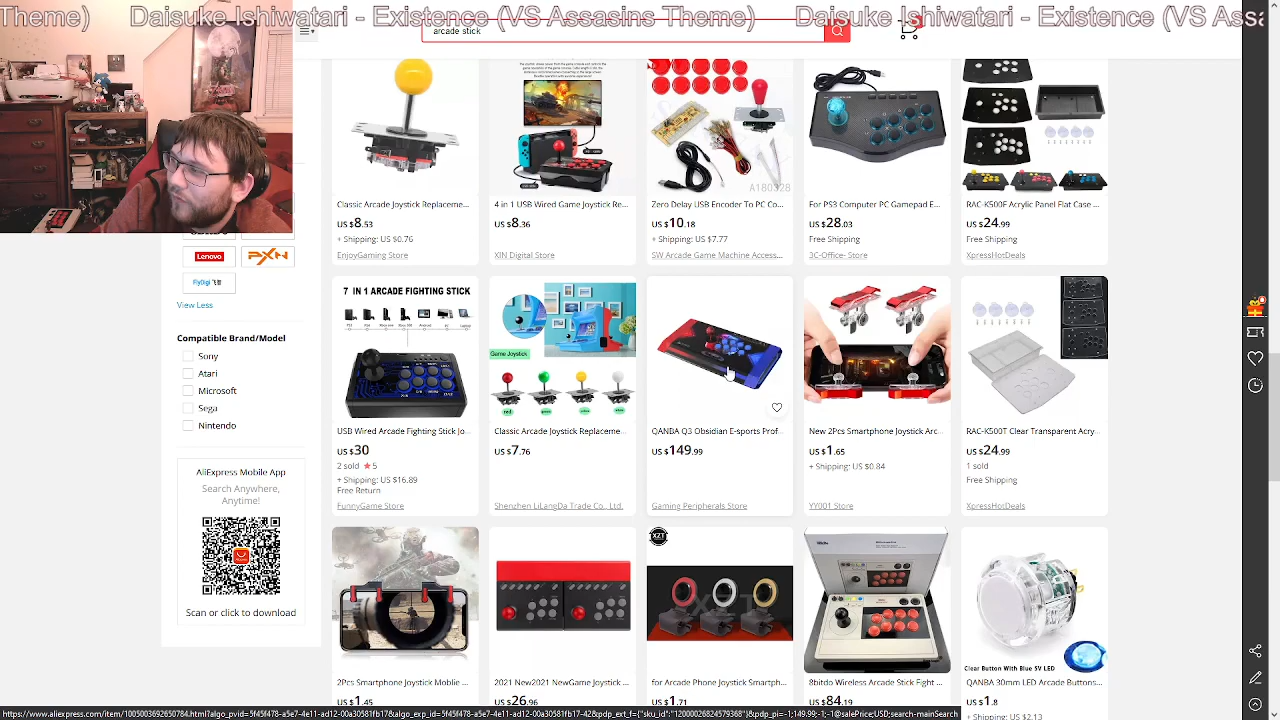 Daisuke Ishiwatari - Existence (VS Assasins Theme)
arcade stick
Classic Arcade Joystick Replaceme...
US $8.53
+ Shipping: US $0.76
EnjoyGaming Store
4 in 1 USB Wired Game Joystick Re...
US $8.36
XIN Digital Store
A180328
Zero Delay USB Encoder To PC Co...
US $10.18
+ Shipping: US $7.77
SW Arcade Game Machine Access...
For PS3 Computer PC Gamepad E...
US $28.03
Free Shipping
3C-Office- Store
RAC-K500F Acrylic Panel Flat Case ...
US $24.99
Free Shipping
XpressHotDeals
Lenovo
PXN
FlyDigi
View Less
Compatible Brand/Model
Sony
Atari
Microsoft
Sega
Nintendo
AliExpress Mobile App
Search Anywhere,
Anytime!
Scan or click to download
7 IN 1 ARCADE FIGHTING STICK
USB Wired Arcade Fighting Stick Jo...
US $30
2 sold ★5
+ Shipping: US $16.89
Free Return
FunnyGame Store
Game Joystick
red
green
Classic Arcade Joystick Replaceme...
US $7.76
Shenzhen LiLangDa Trade Co., Ltd.
QANBA Q3 Obsidian E-sports Prof...
US $149.99
Gaming Peripherals Store
New 2Pcs Smartphone Joystick Arc...
US $1.65
+ Shipping: US $0.84
YY001 Store
RAC-K500T Clear Transparent Acry...
US $24.99
1 sold
Free Shipping
XpressHotDeals
2Pcs Smartphone Joystick Moblie ...
US $1.45
2021 New2021 NewGame Joystick ...
US $26.96
XZT
for Arcade Phone Joystick Smartph...
US $1.71
8bitdo Wireless Arcade Stick Fight ...
US $84.19
Clear Button With Blue 5V LED
QANBA 30mm LED Arcade Buttons...
US $1.8
+ Shipping: US $2.13